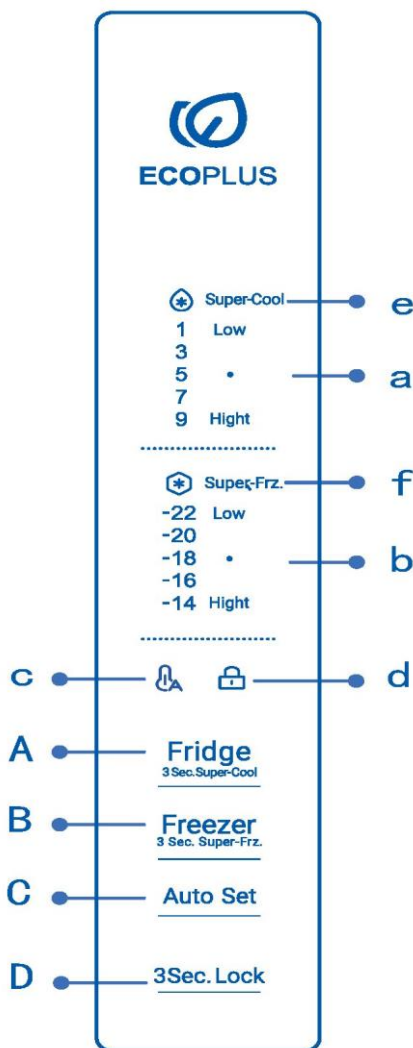 ECOPLUS
Super-Cool e
1 Low
3
5 a
7
9 Hight
Super-Frz. f
-22 Low
-20
-18 b
-16
-14 Hight
c A d
A Fridge
3 Sec. Super-Cool
B Freezer
3 Sec. Super-Frz.
C Auto Set
D 3Sec. Lock